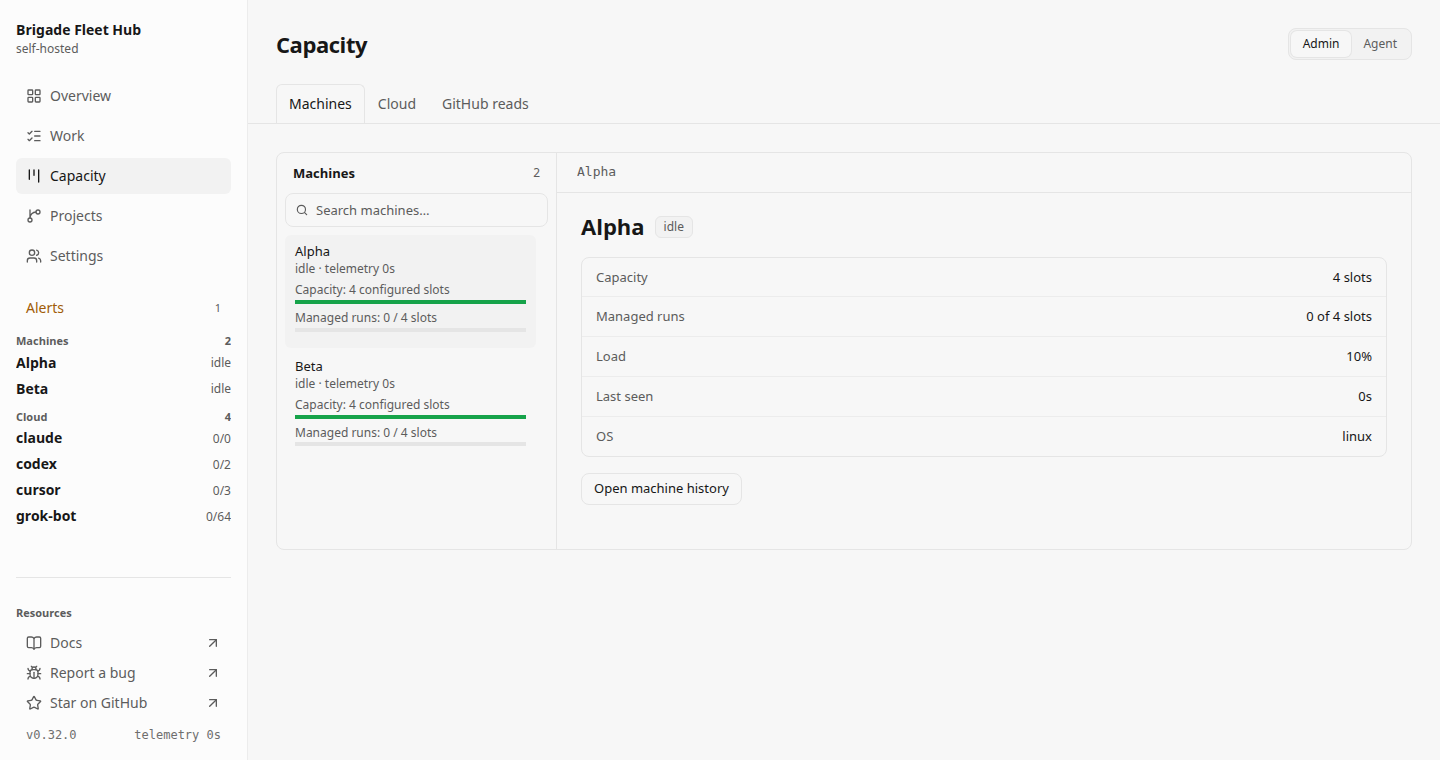 Brigade Fleet Hub
self-hosted
Overview
Work
Capacity
Projects
Settings
Alerts 1
Machines 2
Alpha idle
Beta idle
Cloud 4
claude 0/0
codex 0/2
cursor 0/3
grok-bot 0/64
Resources
Docs
Report a bug
Star on GitHub
v0.32.0 telemetry 0s
Capacity
Admin Agent
Machines Cloud GitHub reads
Machines 2
Search machines...
Alpha
idle · telemetry 0s
Capacity: 4 configured slots
Managed runs: 0 / 4 slots
Beta
idle · telemetry 0s
Capacity: 4 configured slots
Managed runs: 0 / 4 slots
Alpha
Alpha idle
Capacity 4 slots
Managed runs 0 of 4 slots
Load 10%
Last seen 0s
OS linux
Open machine history